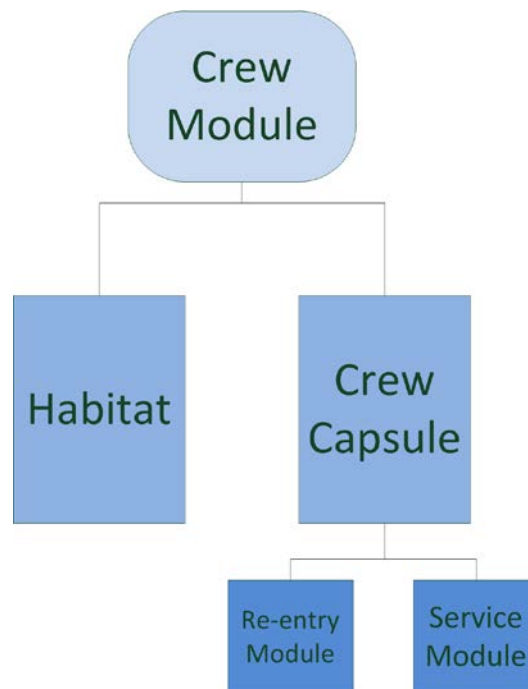 Crew
Module
Habitat
Crew
Capsule
Re-entry
Module
Service
Module